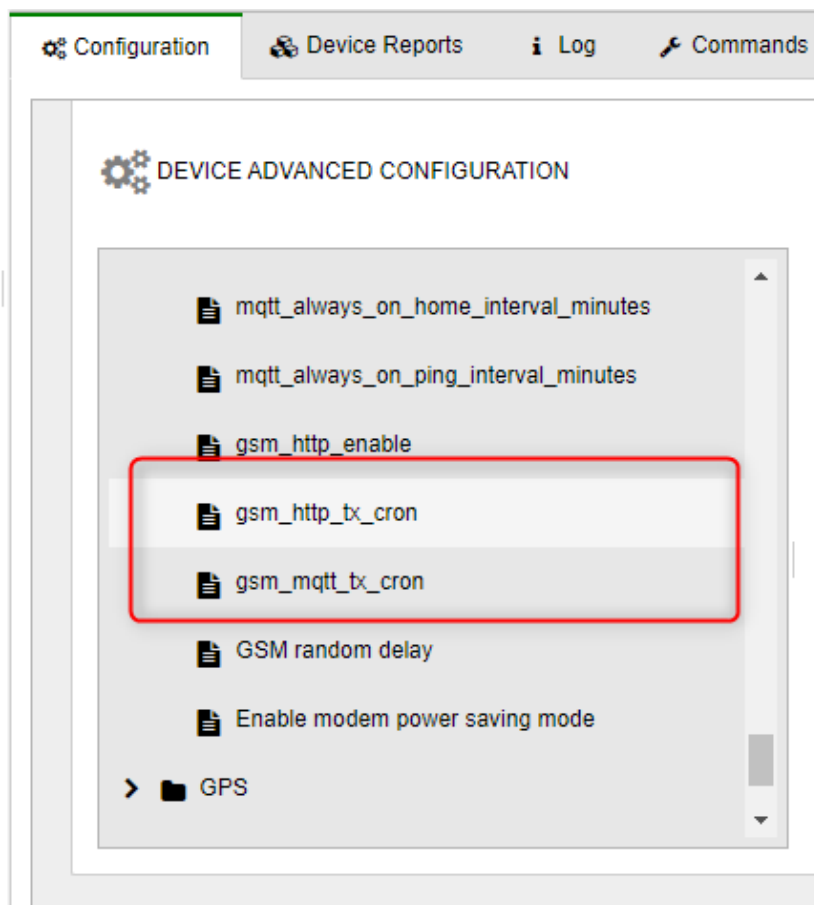 Configuration Device Reports Log Commands
DEVICE ADVANCED CONFIGURATION
mqtt_always_on_home_interval_minutes
mqtt_always_on_ping_interval_minutes
gsm_http_enable
gsm_http_tx_cron
gsm_mqtt_tx_cron
GSM random delay
Enable modem power saving mode
GPS